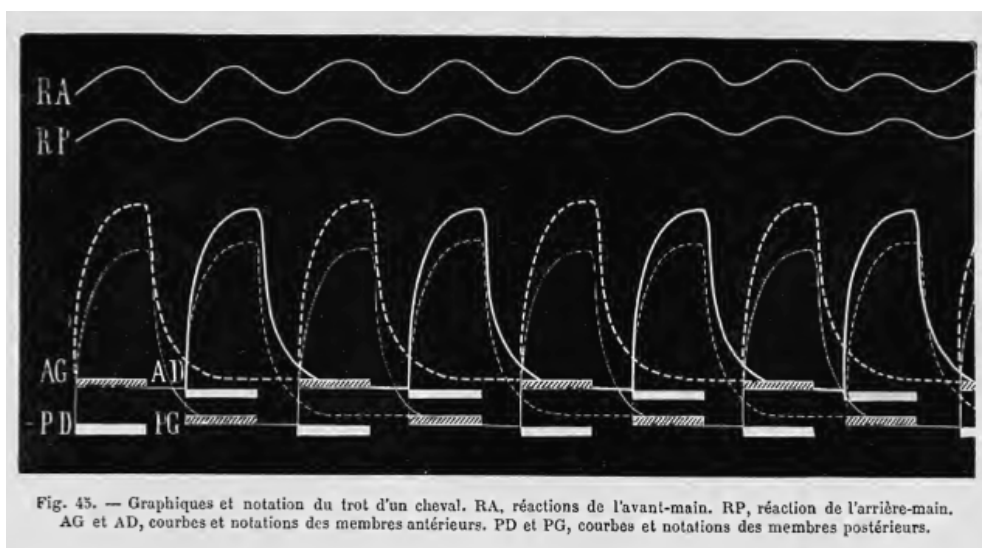 RA
RP
AG AD
PD PG
Fig. 43. — Graphiques et notation du trot d'un cheval. RA, réactions de l'avant-main. RP, réaction de l'arrière-main.
AG et AD, courbes et notations des membres antérieurs. PD et PG, courbes et notations des membres postérieurs.